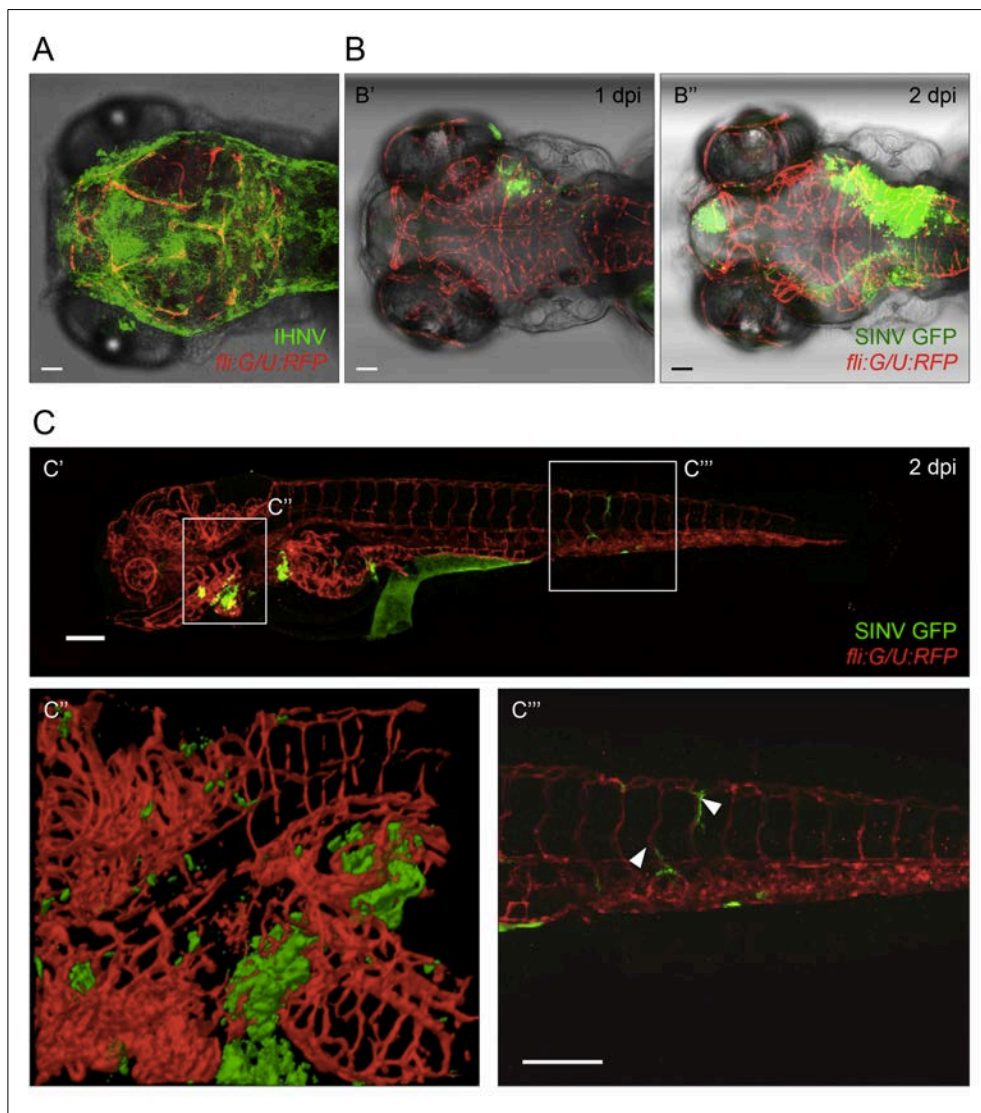 A
B
B'
1 dpi
B''
2 dpi
IHNV
fli:G/U:RFP
SINV GFP
fli:G/U:RFP
C
C'
C''
C'''
2 dpi
SINV GFP
fli:G/U:RFP
C''
C'''